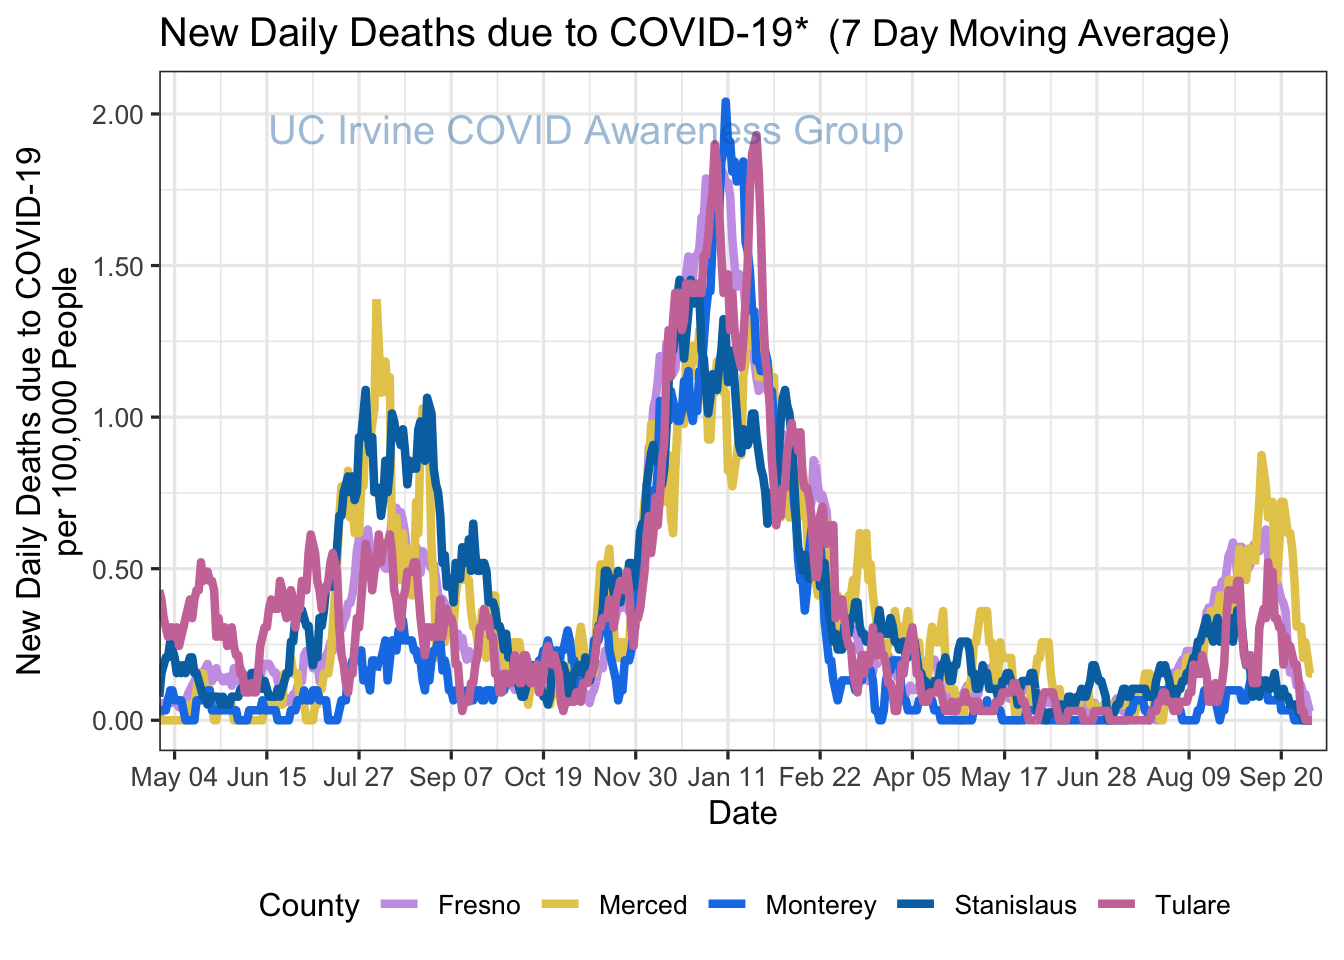 New Daily Deaths due to COVID-19* (7 Day Moving Average)
UC Irvine COVID Awareness Group
New Daily Deaths due to COVID-19
per 100,000 People
2.00
1.50
1.00
0.50
0.00
May 04 Jun 15 Jul 27 Sep 07 Oct 19 Nov 30 Jan 11 Feb 22 Apr 05 May 17 Jun 28 Aug 09 Sep 20
Date
County Fresno Merced Monterey Stanislaus Tulare